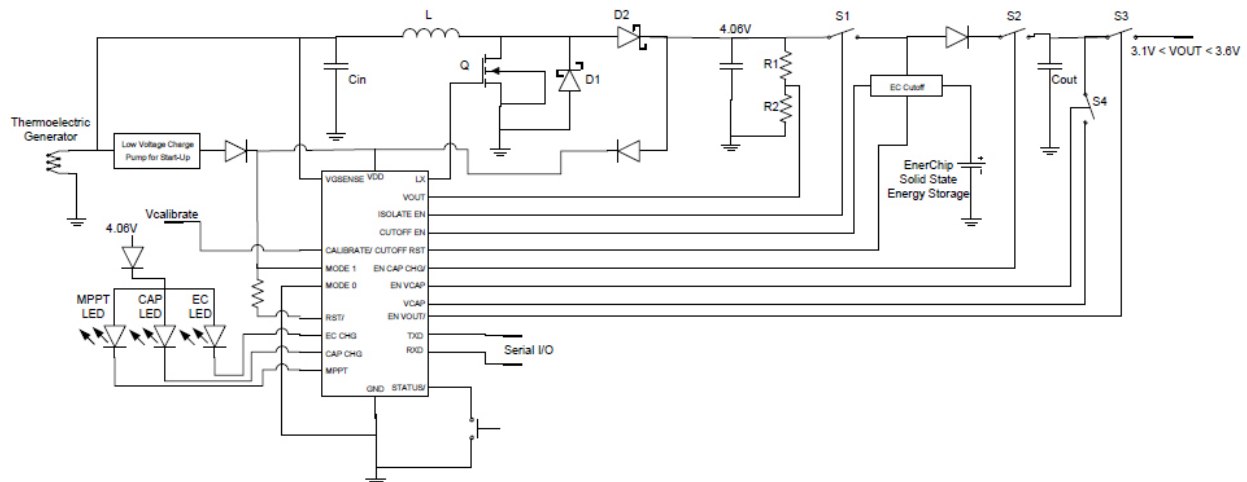 L
D2
S1
S2
S3
4.06V
3.1V < VOUT < 3.6V
Cin
Q
D1
R1
R2
EC Cutoff
Cout
S4
Thermoelectric
Generator
Low Voltage Charge
Pump for Start-Up
EnerChip
Solid State
Energy Storage
VGSENSE
VDD
LX
VOUT
ISOLATE EN
CUTOFF EN
Vcalibrate
4.06V
CALIBRATE/
CUTOFF RST
MODE 1
EN CAP CHG/
MODE 0
EN VCAP
VCAP
MPPT
LED
CAP
LED
EC
LED
RST/
EN VOUT/
EC CHG
TXD
CAP CHG
RXD
Serial I/O
MPPT
GND
STATUS/